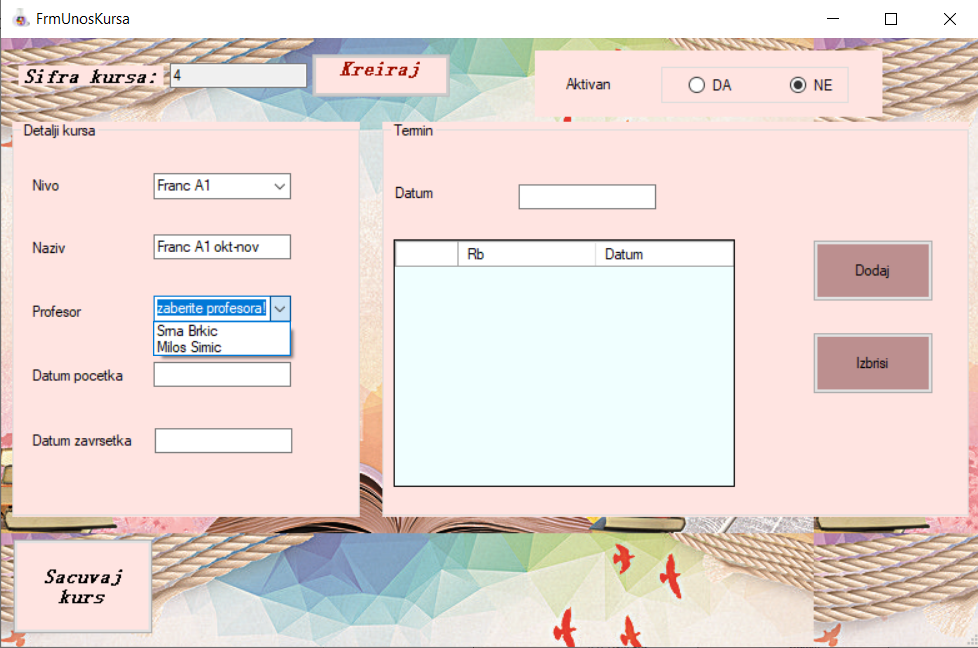 FrmUnosKursa
Sifra kursa: 4 Kreiraj
Aktivan DA NE
Detalji kursa
Nivo Franc A1
Naziv Franc A1 okt-nov
Profesor zaberite profesora!
Srna Brkic
Milos Simic
Datum pocetka
Datum zavrsetka
Termin
Datum
Rb Datum
Dodaj
Izbrisi
Sacuvaj
kurs